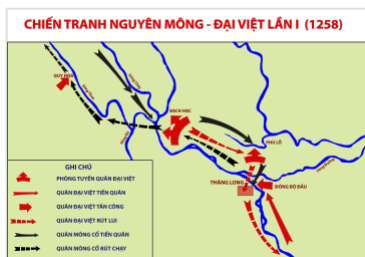 CHIẾN TRANH NGUYÊN MÔNG - ĐẠI VIỆT LẦN I (1258)
QUY HÓA
BẠCH HẠC
PHÙ LỖ
THĂNG LONG
ĐÔNG BỘ ĐẦU
GHI CHÚ
PHÒNG TUYẾN QUÂN ĐẠI VIỆT
QUÂN ĐẠI VIỆT TIẾN QUÂN
QUÂN ĐẠI VIỆT TẤN CÔNG
QUÂN ĐẠI VIỆT RÚT LUI
QUÂN MÔNG CỔ TIẾN QUÂN
QUÂN MÔNG CỔ RÚT CHẠY